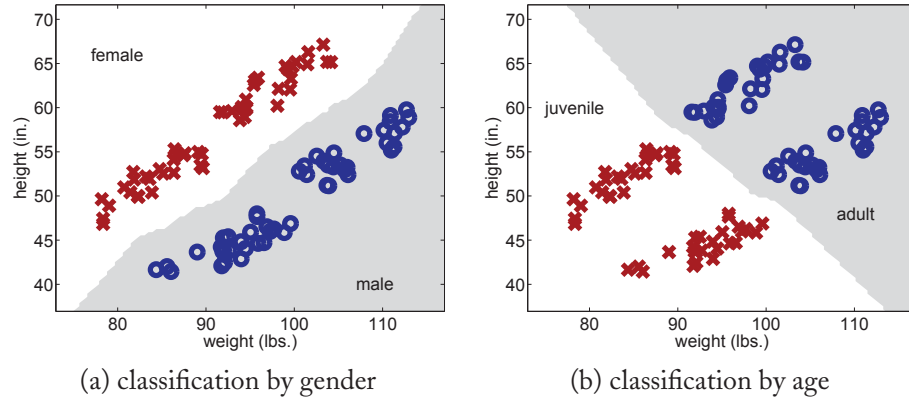 70
65
60
55
50
45
40
height (in.)
female
male
80
90
100
110
weight (lbs.)
(a) classification by gender
70
65
60
55
50
45
40
height (in.)
juvenile
adult
80
90
100
110
weight (lbs.)
(b) classification by age